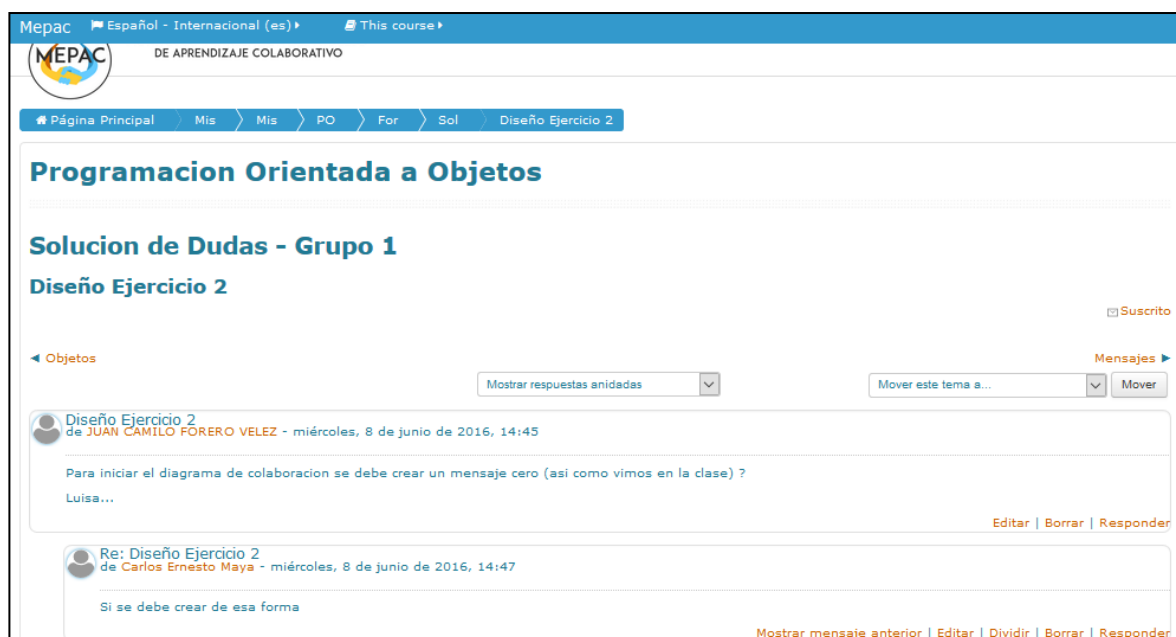 Mepac Español - Internacional (es) This course
MEPAC DE APRENDIZAJE COLABORATIVO
Página Principal Mis Mis PO For Sol Diseño Ejercicio 2
Programacion Orientada a Objetos
Solucion de Dudas - Grupo 1
Diseño Ejercicio 2
Suscrito
◄ Objetos Mensajes ►
Mostrar respuestas anidadas Mover este tema a... Mover
Diseño Ejercicio 2
de JUAN CAMILO FORERO VELEZ - miércoles, 8 de junio de 2016, 14:45
Para iniciar el diagrama de colaboracion se debe crear un mensaje cero (asi como vimos en la clase) ?
Luisa...
Editar | Borrar | Responder
Re: Diseño Ejercicio 2
de Carlos Ernesto Maya - miércoles, 8 de junio de 2016, 14:47
Si se debe crear de esa forma
Mostrar mensaje anterior | Editar | Dividir | Borrar | Responder